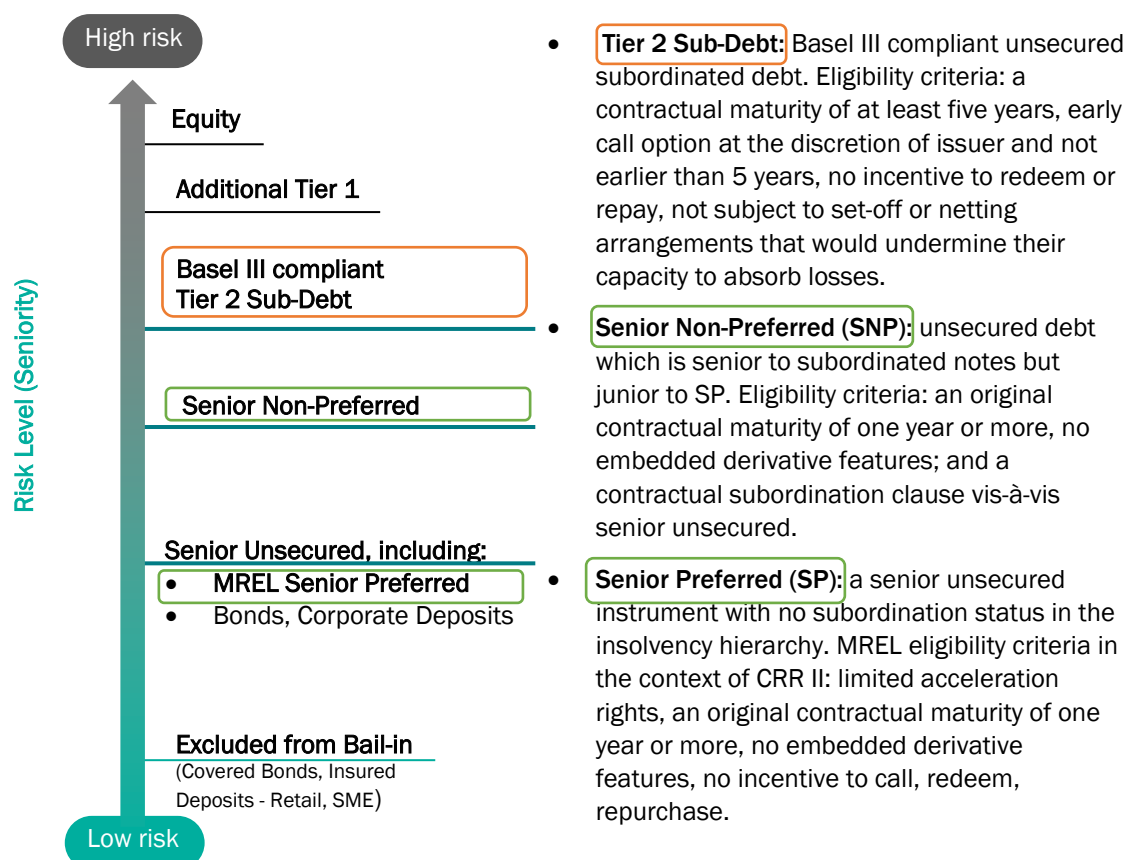 High risk
Equity
Additional Tier 1
Basel III compliant
Tier 2 Sub-Debt
Senior Non-Preferred
Senior Unsecured, including:
• MREL Senior Preferred
• Bonds, Corporate Deposits
Excluded from Bail-in
(Covered Bonds, Insured
Deposits - Retail, SME)
Low risk
Risk Level (Seniority)
• Tier 2 Sub-Debt: Basel III compliant unsecured
subordinated debt. Eligibility criteria: a
contractual maturity of at least five years, early
call option at the discretion of issuer and not
earlier than 5 years, no incentive to redeem or
repay, not subject to set-off or netting
arrangements that would undermine their
capacity to absorb losses.
• Senior Non-Preferred (SNP): unsecured debt
which is senior to subordinated notes but
junior to SP. Eligibility criteria: an original
contractual maturity of one year or more, no
embedded derivative features; and a
contractual subordination clause vis-à-vis
senior unsecured.
• Senior Preferred (SP): a senior unsecured
instrument with no subordination status in the
insolvency hierarchy. MREL eligibility criteria in
the context of CRR II: limited acceleration
rights, an original contractual maturity of one
year or more, no embedded derivative
features, no incentive to call, redeem,
repurchase.